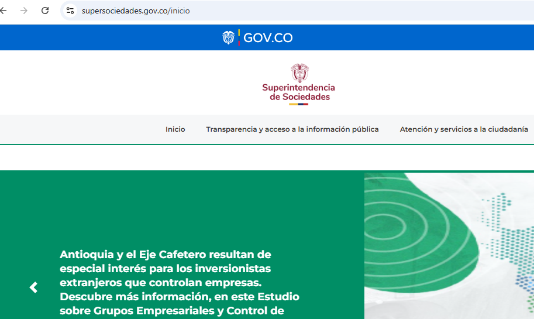 supersociedades.gov.co/inicio
GOV.CO
Superintendencia
de Sociedades
Inicio Transparencia y acceso a la información pública Atención y servicios a la ciudadanía
Antioquia y el Eje Cafetero resultan de
especial interés para los inversionistas
extranjeros que controlan empresas.
Descubre más información, en este Estudio
sobre Grupos Empresariales y Control de